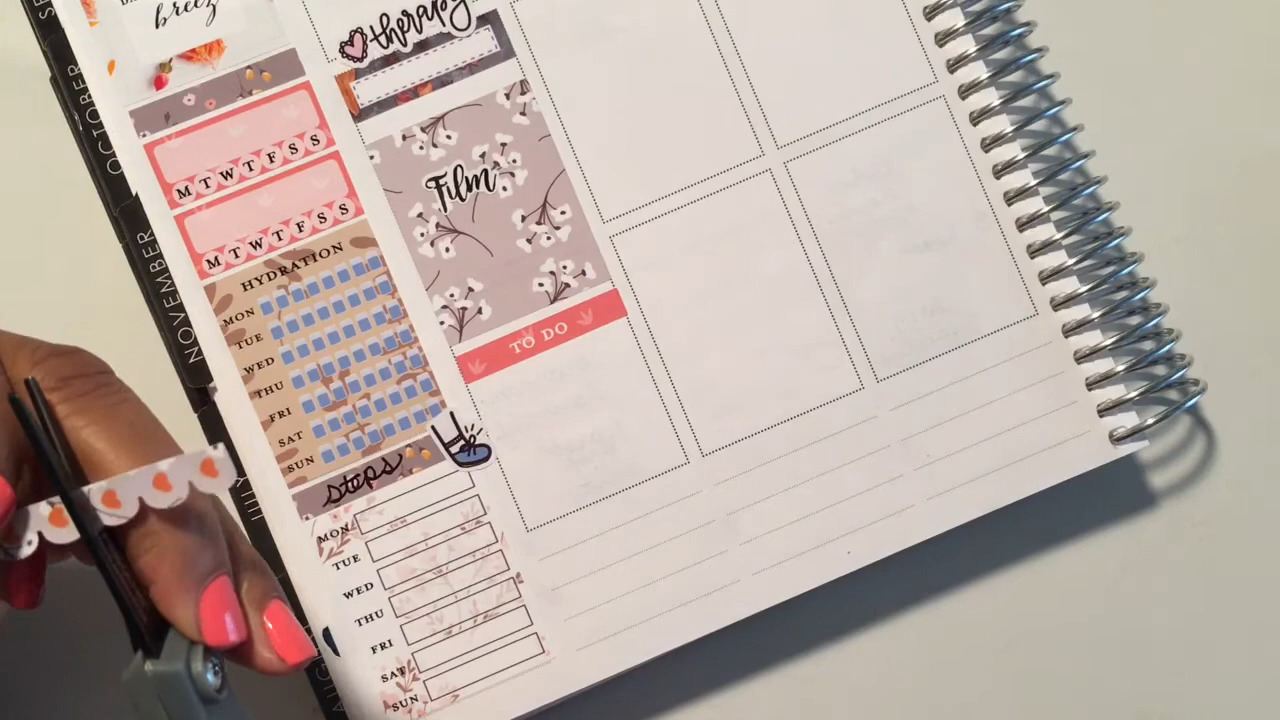 breez
therapy
M T W T F S S
M T W T F S S
HYDRATION
MON
TUE
WED
THU
FRI
SAT
SUN
steps
MON
TUE
WED
THU
FRI
SAT
SUN
Film
TO DO
OCTOBER
NOVEMBER